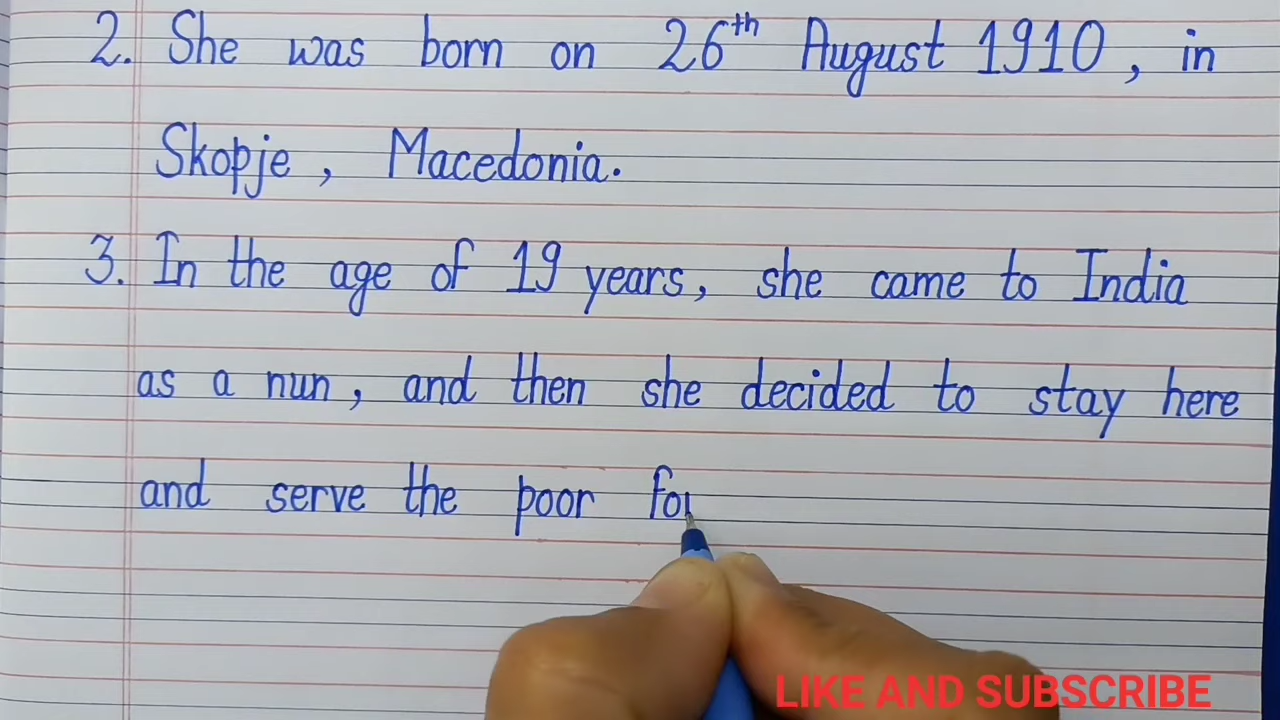 2. She was born on 26th August 1910, in
Skopje, Macedonia.
3. In the age of 19 years, she came to India
as a nun, and then she decided to stay here
and serve the poor
LIKE AND SUBSCRIBE